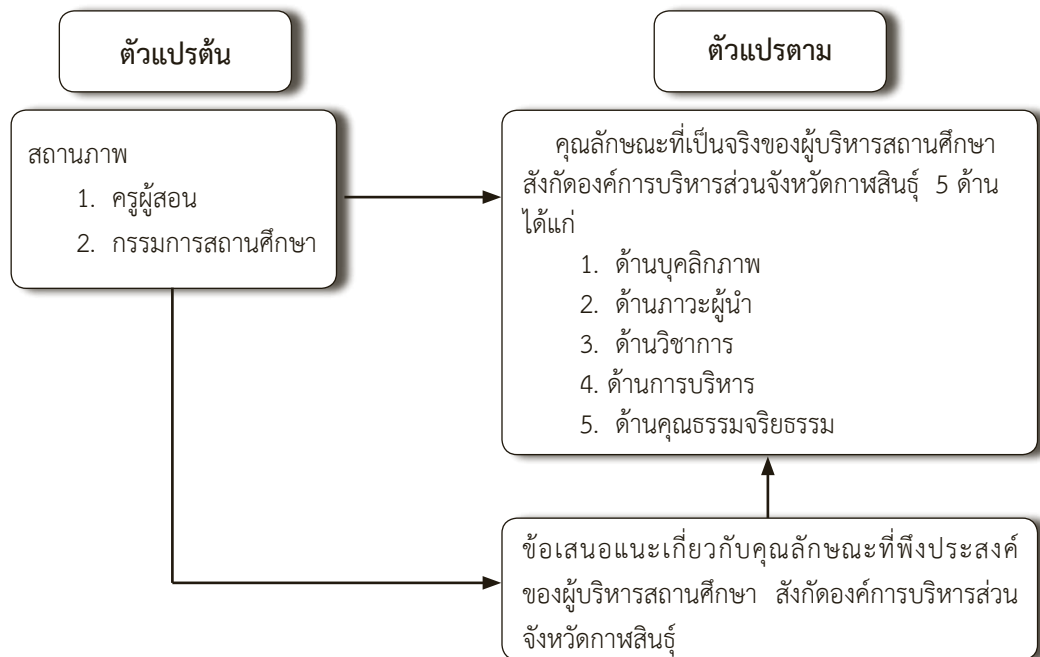 ตัวแปรต้น
ตัวแปรตาม
สถานภาพ
1. ครูผู้สอน
2. กรรมการสถานศึกษา
คุณลักษณะที่เป็นจริงของผู้บริหารสถานศึกษา
สังกัดองค์การบริหารส่วนจังหวัดกาฬสินธุ์ 5 ด้าน
ได้แก่
1. ด้านบุคลิกภาพ
2. ด้านภาวะผู้นำ
3. ด้านวิชาการ
4. ด้านการบริหาร
5. ด้านคุณธรรมจริยธรรม
ข้อเสนอแนะเกี่ยวกับคุณลักษณะที่พึงประสงค์
ของผู้บริหารสถานศึกษา สังกัดองค์การบริหารส่วน
จังหวัดกาฬสินธุ์